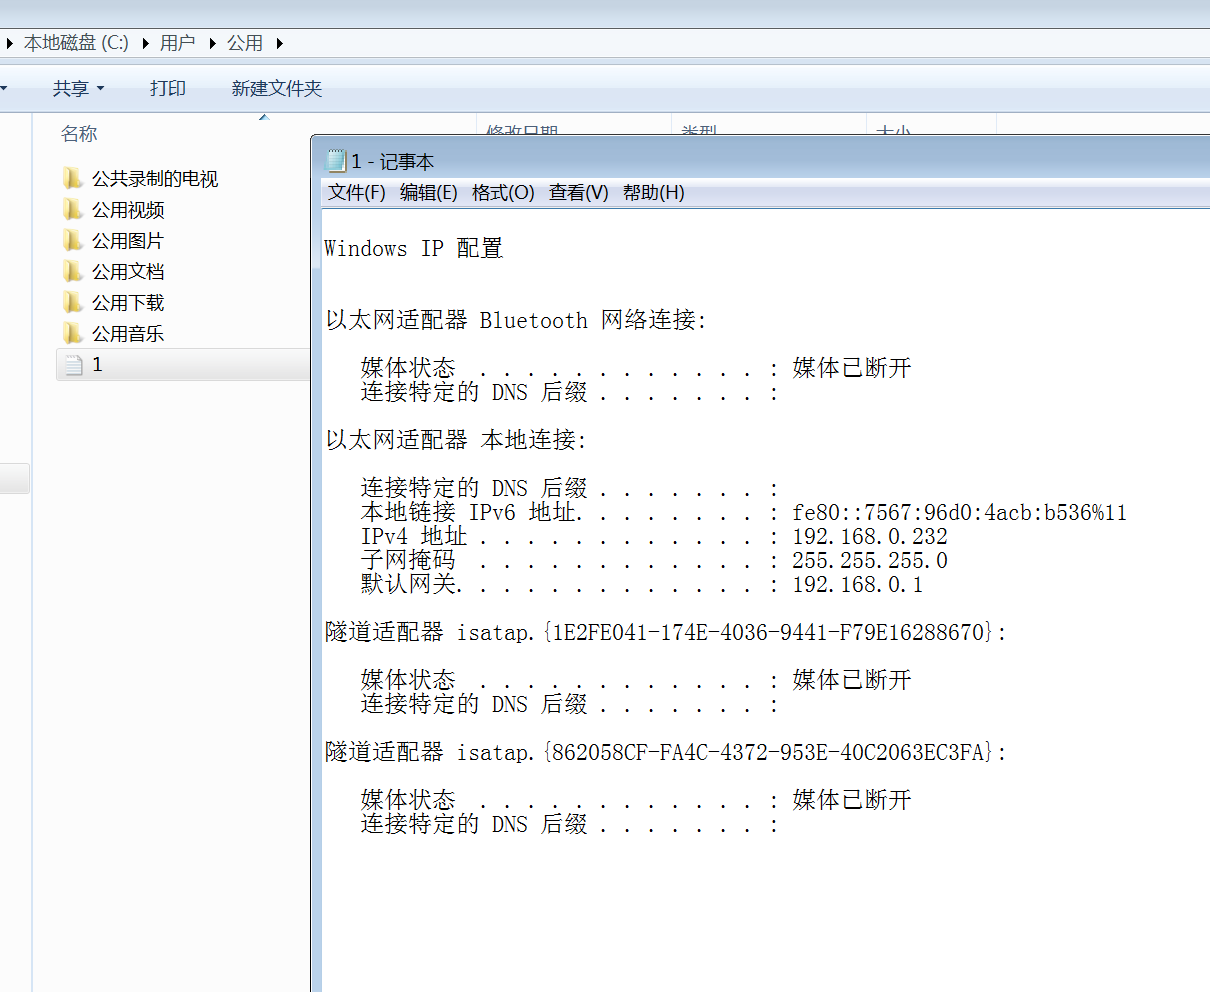 本地磁盘 (C:) 用户 公用
共享 打印 新建文件夹
名称 修改日期 类型 大小
公共录制的电视
公用视频
公用图片
公用文档
公用下载
公用音乐
1
1 - 记事本
文件(F) 编辑(E) 格式(O) 查看(V) 帮助(H)
Windows IP 配置
以太网适配器 Bluetooth 网络连接:
媒体状态  . . . . . . . . . . . . : 媒体已断开
连接特定的 DNS 后缀 . . . . . . . :
以太网适配器 本地连接:
连接特定的 DNS 后缀 . . . . . . . :
本地链接 IPv6 地址. . . . . . . . : fe80::7567:96d0:4acb:b536%11
IPv4 地址 . . . . . . . . . . . . : 192.168.0.232
子网掩码  . . . . . . . . . . . . : 255.255.255.0
默认网关. . . . . . . . . . . . . : 192.168.0.1
隧道适配器 isatap.{1E2FE041-174E-4036-9441-F79E16288670}:
媒体状态  . . . . . . . . . . . . : 媒体已断开
连接特定的 DNS 后缀 . . . . . . . :
隧道适配器 isatap.{862058CF-FA4C-4372-953E-40C2063EC3FA}:
媒体状态  . . . . . . . . . . . . : 媒体已断开
连接特定的 DNS 后缀 . . . . . . . :